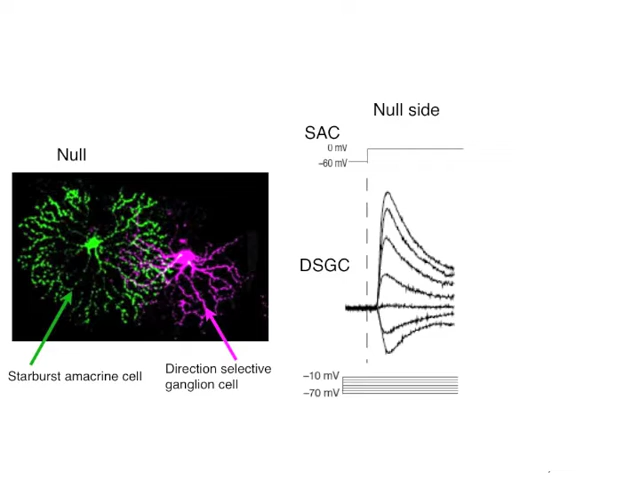 Null side
SAC
0 mV
−60 mV
Null
DSGC
Starburst amacrine cell
Direction selective
ganglion cell
−10 mV
−70 mV